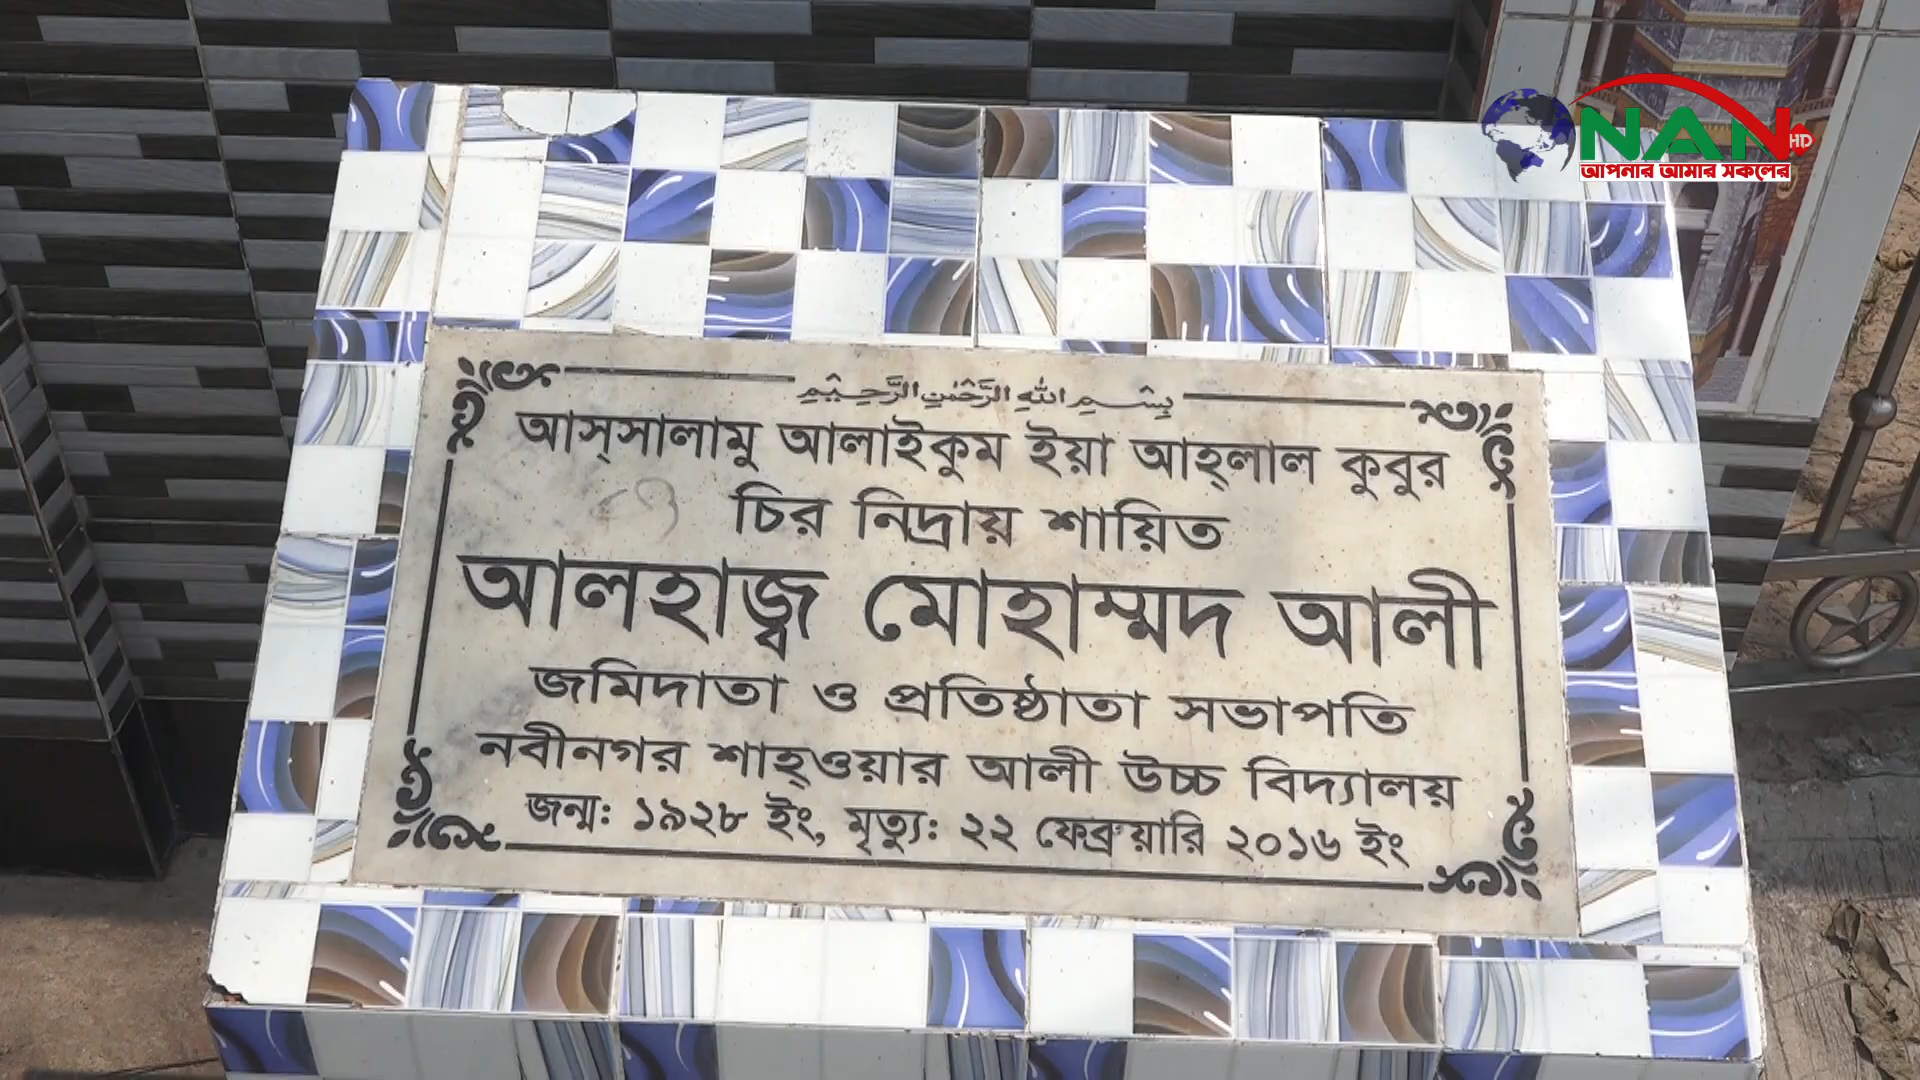 NAN HD
আপনার আমার সকলের
بِسْمِ اللهِ الرَّحْمٰنِ الرَّحِيْمِ
আস্‌সালামু আলাইকুম ইয়া আহ্‌লাল কুবুর
চির নিদ্রায় শায়িত
আলহাজ্ব মোহাম্মদ আলী
জমিদাতা ও প্রতিষ্ঠাতা সভাপতি
নবীনগর শাহ্‌ওয়ার আলী উচ্চ বিদ্যালয়
জন্ম: ১৯২৮ ইং, মৃত্যু: ২২ ফেব্রুয়ারি ২০১৬ ইং